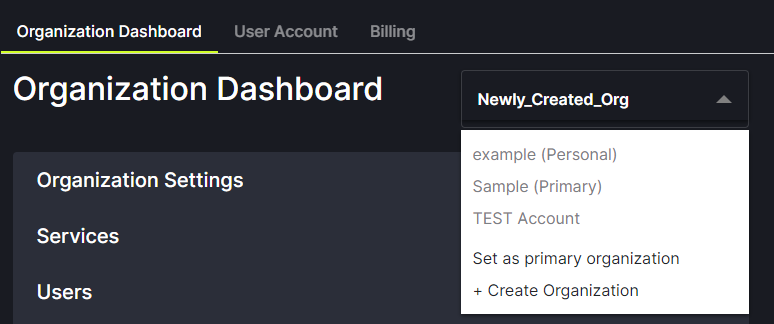 Organization Dashboard User Account Billing
Organization Dashboard
Newly_Created_Org
example (Personal)
Sample (Primary)
TEST Account
Set as primary organization
+ Create Organization
Organization Settings
Services
Users